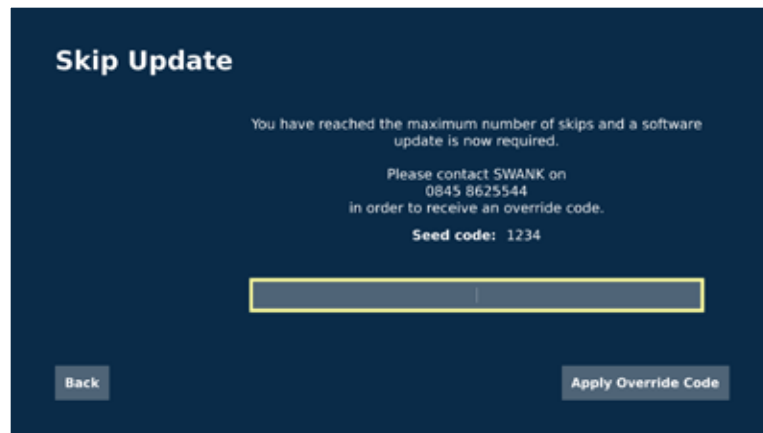 Skip Update
You have reached the maximum number of skips and a software
update is now required.
Please contact SWANK on
0845 8625544
in order to receive an override code.
Seed code: 1234
Back
Apply Override Code